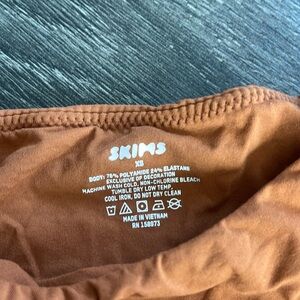 SKIMS
XS
BODY: 76% POLYAMIDE 24% ELASTANE
EXCLUSIVE OF DECORATION
MACHINE WASH COLD, NON-CHLORINE BLEACH
TUMBLE DRY LOW TEMP,
COOL IRON, DO NOT DRY CLEAN
MADE IN VIETNAM
RN 158973